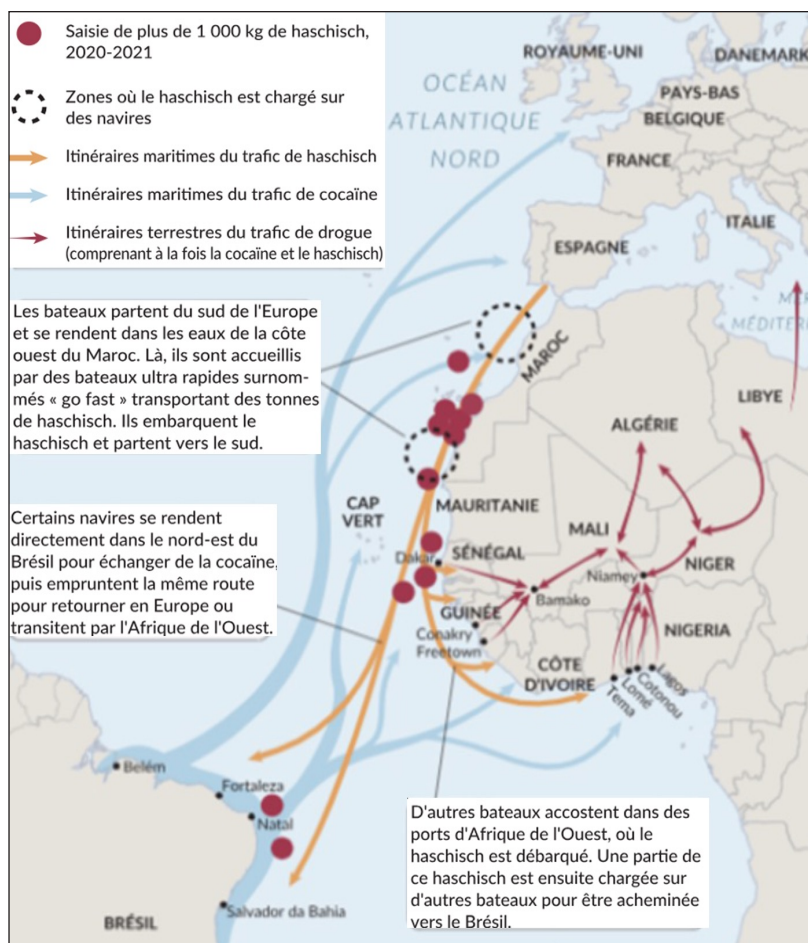 Saisie de plus de 1 000 kg de haschisch,
2020-2021
Zones où le haschisch est chargé sur
des navires
Itinéraires maritimes du trafic de haschisch
Itinéraires maritimes du trafic de cocaïne
Itinéraires terrestres du trafic de drogue
(comprenant à la fois la cocaïne et le haschisch)
OCÉAN
ATLANTIQUE
NORD
ROYAUME-UNI
DANEMARK
PAYS-BAS
BELGIQUE
FRANCE
ITALIE
ESPAGNE
Les bateaux partent du sud de l'Europe
et se rendent dans les eaux de la côte
ouest du Maroc. Là, ils sont accueillis
par des bateaux ultra rapides surnom-
més « go fast » transportant des tonnes
de haschisch. Ils embarquent le
haschisch et partent vers le sud.
MER
MÉDITER
MAROC
LIBYE
ALGÉRIE
Certains navires se rendent
directement dans le nord-est du
Brésil pour échanger de la cocaïne,
puis empruntent la même route
pour retourner en Europe ou
transitent par l'Afrique de l'Ouest.
CAP
VERT
MAURITANIE
MALI
Dakar
SÉNÉGAL
NIGER
Niamey
Bamako
GUINÉE
Conakry
Freetown
NIGERIA
CÔTE
D'IVOIRE
Tema
Lomé
Cotonou
Lagos
Belém
Fortaleza
Natal
Salvador da Bahia
BRÉSIL
D'autres bateaux accostent dans des
ports d'Afrique de l'Ouest, où le
haschisch est débarqué. Une partie de
ce haschisch est ensuite chargée sur
d'autres bateaux pour être acheminée
vers le Brésil.